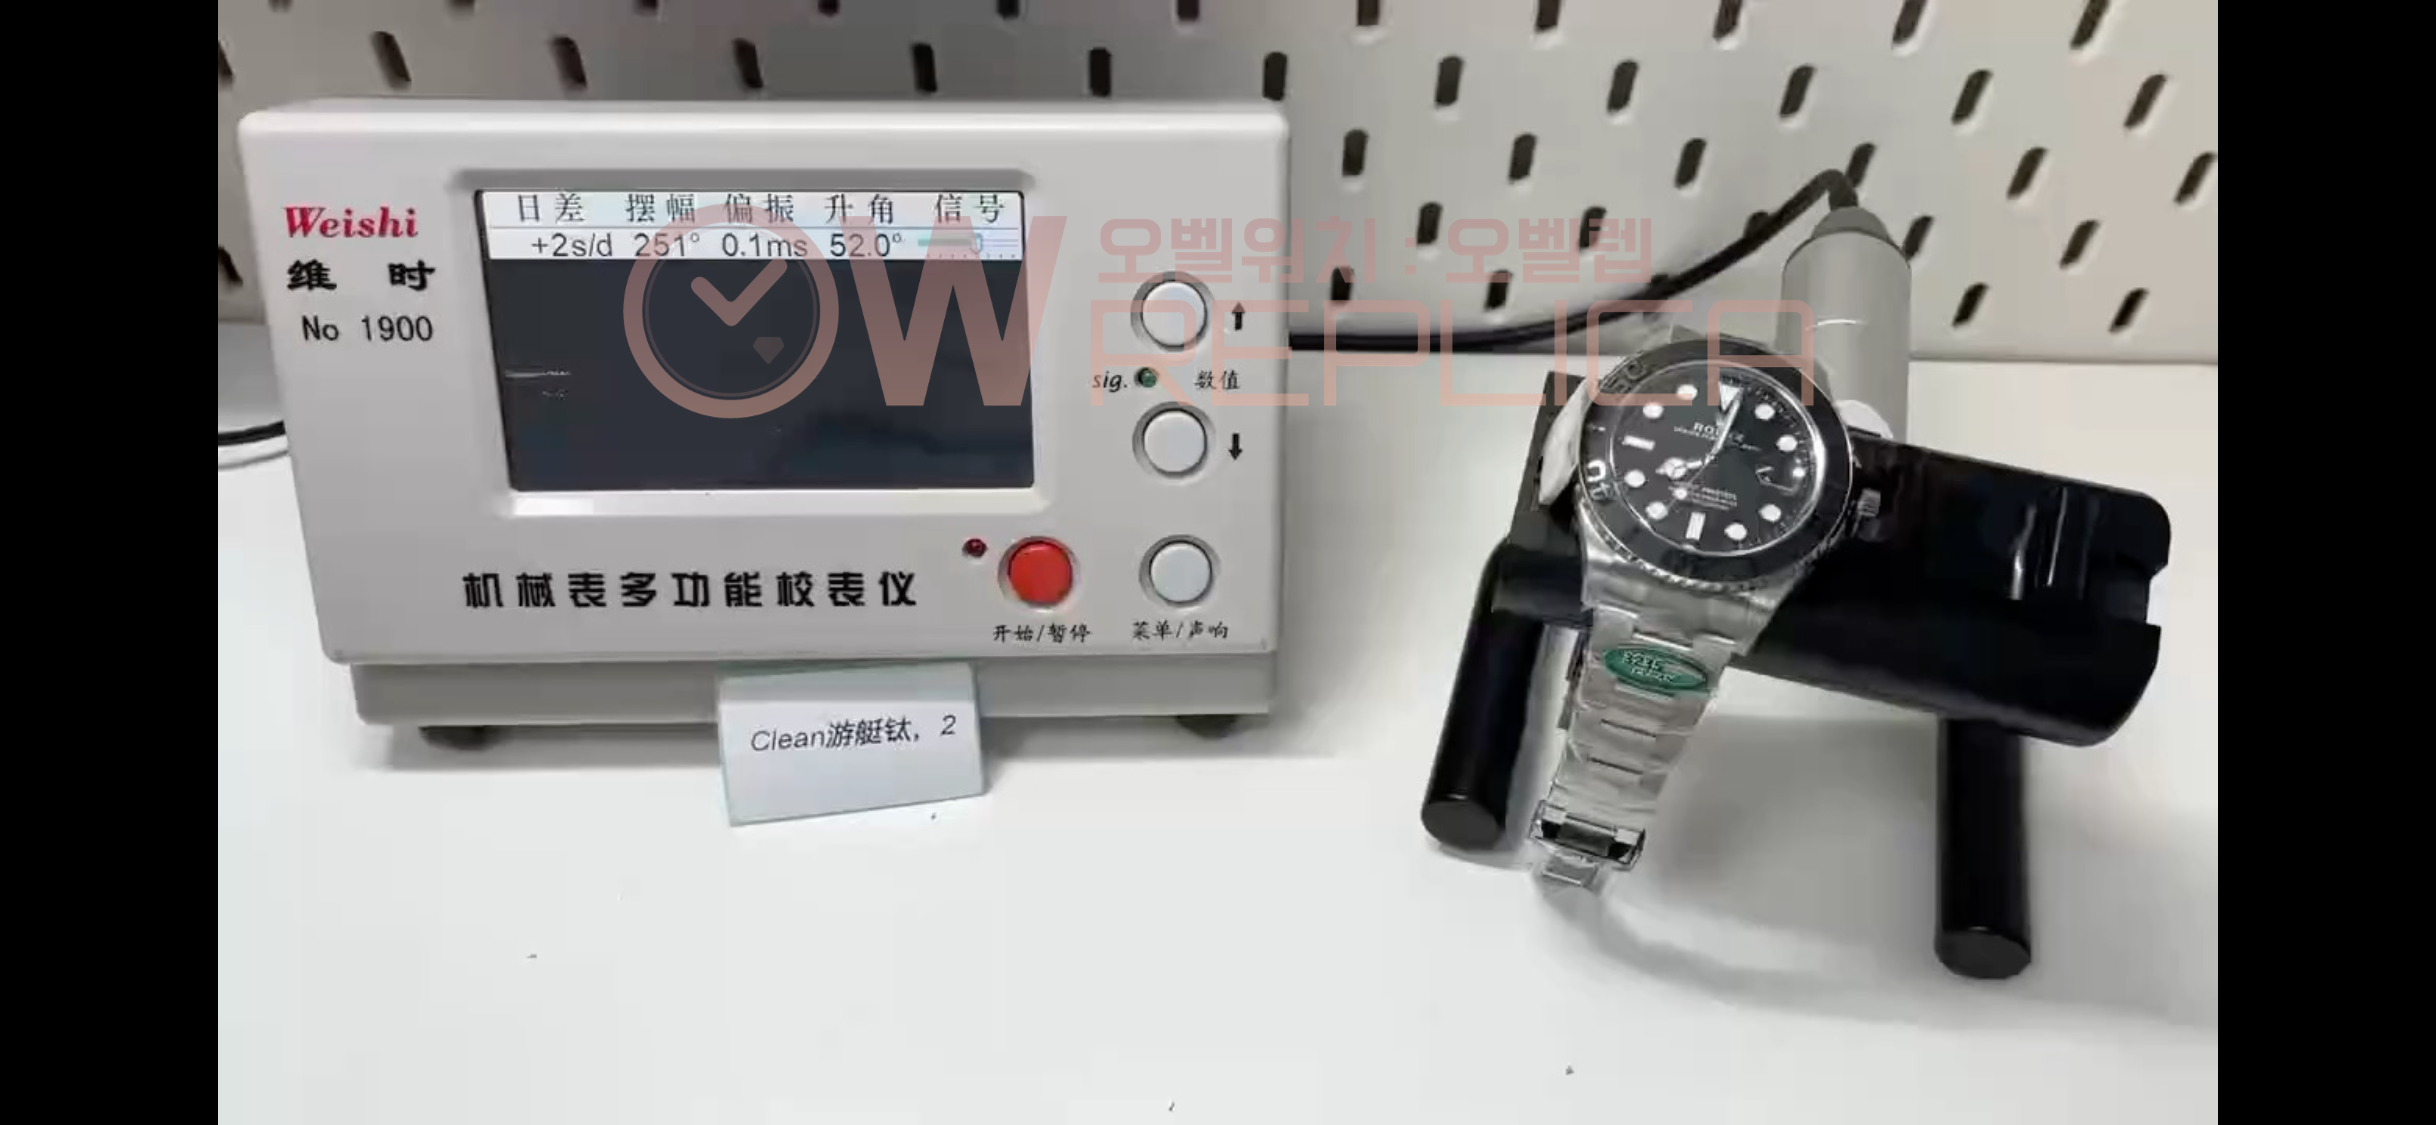 Weishi
维 时
No 1900
日差 摆幅 偏振 升角 信号
+2s/d 251° 0.1ms 52.0°
오벨워치:오벨렙
W REPLICA
sig.
数值
机械表多功能校表仪
开始/暂停
菜单/声响
Clean游艇钛, 2
ROLEX
3235